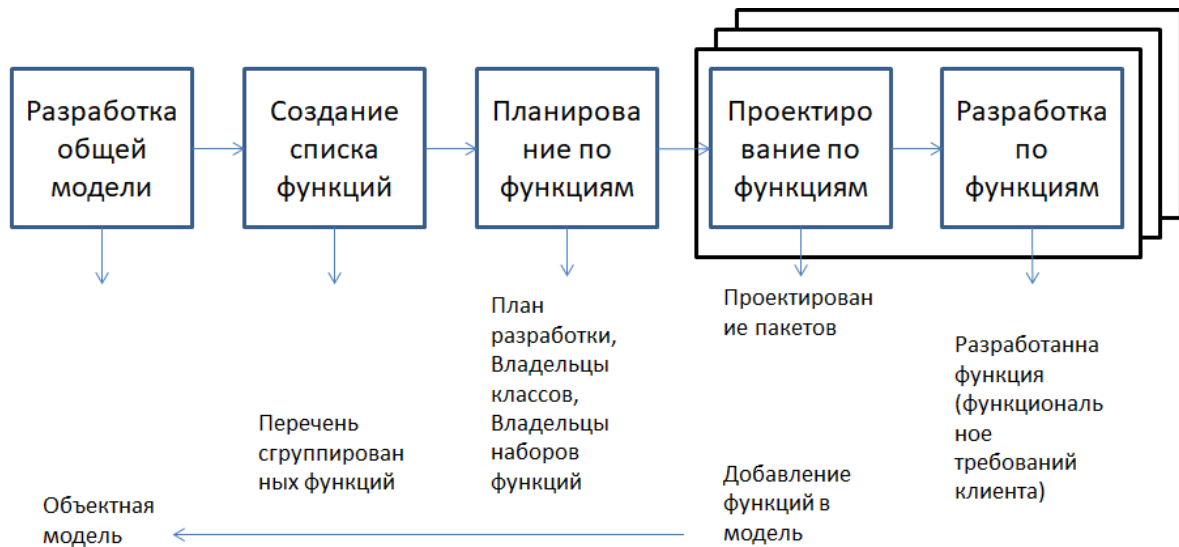 Разработка
общей
модели
Создание
списка
функций
Планирова
ние по
функциям
Проектиро
вание по
функциям
Разработка
по
функциям
Объектная
модель
Перечень
сгруппирован
ных функций
План
разработки,
Владельцы
классов,
Владельцы
наборов
функций
Проектирован
ие пакетов
Добавление
функций в
модель
Разработанна
функция
(функциональ
ное
требований
клиента)